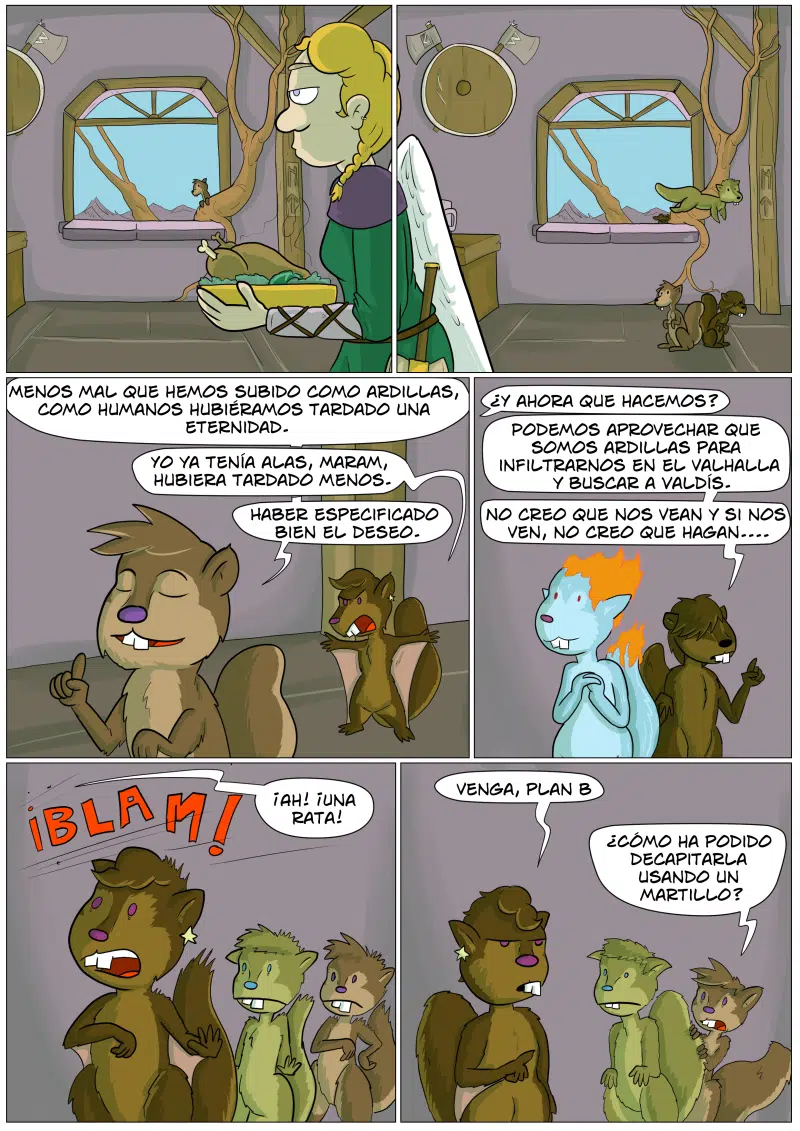 MENOS MAL QUE HEMOS SUBIDO COMO ARDILLAS,
COMO HUMANOS HUBIÉRAMOS TARDADO UNA
ETERNIDAD.
YO YA TENÍA ALAS, MARAM,
HUBIERA TARDADO MENOS.
HABER ESPECIFICADO
BIEN EL DESEO.
¿Y AHORA QUE HACEMOS?
PODEMOS APROVECHAR QUE
SOMOS ARDILLAS PARA
INFILTRARNOS EN EL VALHALLA
Y BUSCAR A VALDÍS.
NO CREO QUE NOS VEAN Y SI NOS
VEN, NO CREO QUE HAGAN....
¡BLAM!
¡AH! ¡UNA
RATA!
VENGA, PLAN B
¿CÓMO HA PODIDO
DECAPITARLA
USANDO UN
MARTILLO?